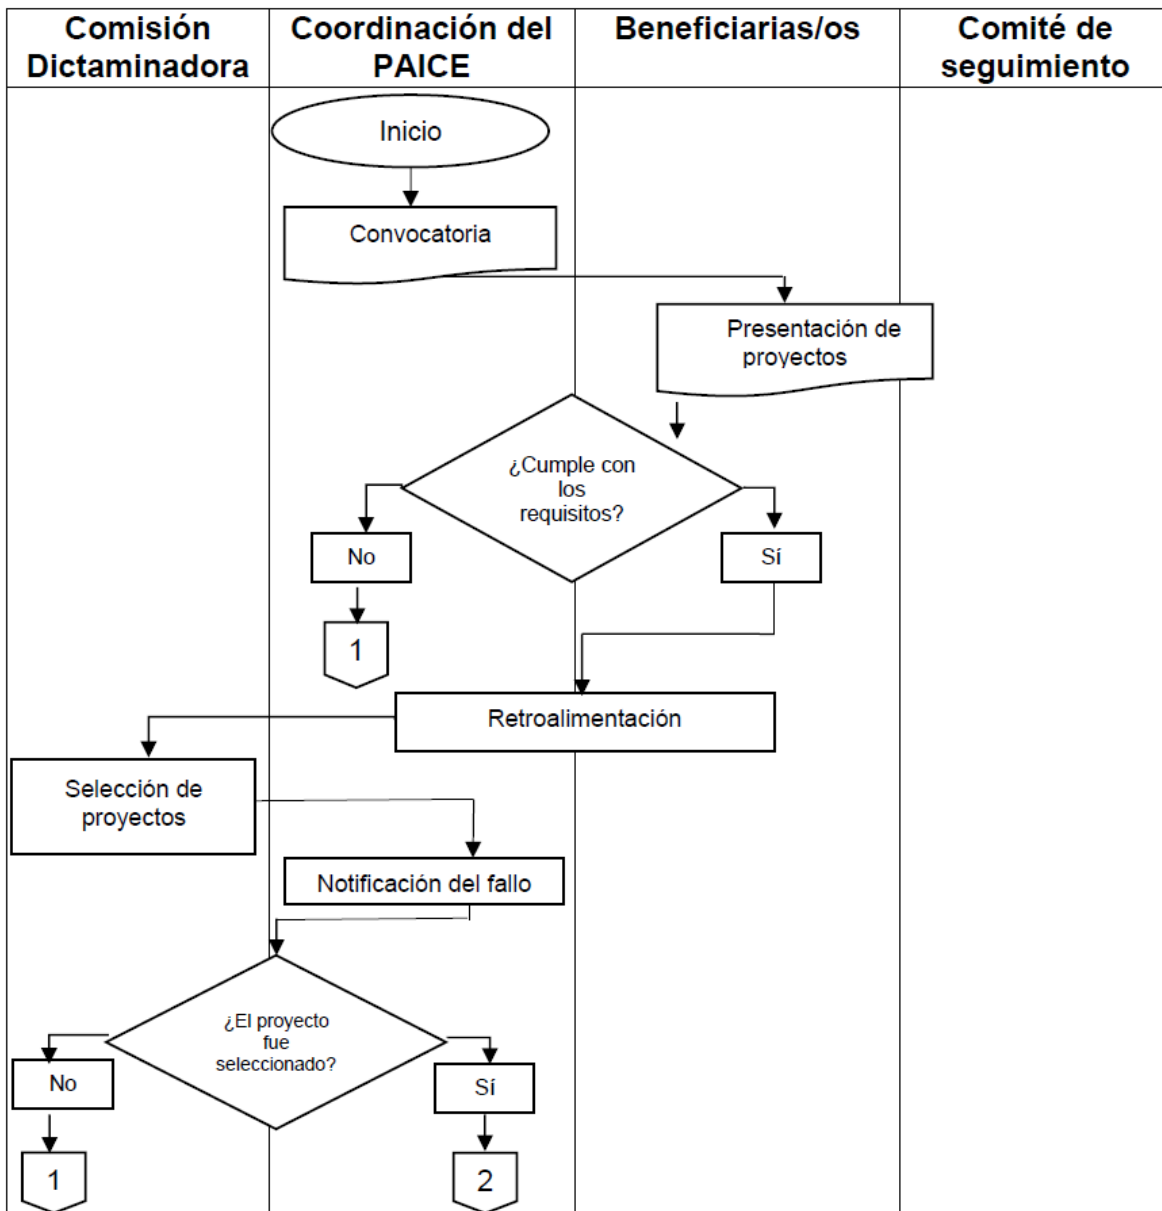 Comisión
Dictaminadora
Coordinación del
PAICE
Beneficiarias/os
Comité de
seguimiento
Inicio
Convocatoria
Presentación de
proyectos
¿Cumple con
los
requisitos?
No
Sí
1
Retroalimentación
Selección de
proyectos
Notificación del fallo
¿El proyecto
fue
seleccionado?
No
Sí
1
2